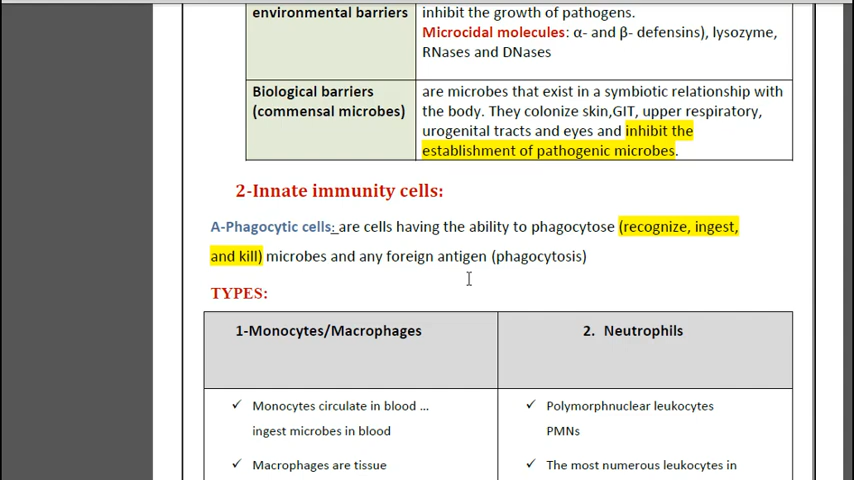 environmental barriers
inhibit the growth of pathogens.
Microcidal molecules: α- and β- defensins), lysozyme,
RNases and DNases
Biological barriers
(commensal microbes)
are microbes that exist in a symbiotic relationship with
the body. They colonize skin,GIT, upper respiratory,
urogenital tracts and eyes and inhibit the
establishment of pathogenic microbes.
2-Innate immunity cells:
A-Phagocytic cells: are cells having the ability to phagocytose (recognize, ingest,
and kill) microbes and any foreign antigen (phagocytosis)
TYPES:
1-Monocytes/Macrophages
2. Neutrophils
✓ Monocytes circulate in blood …
ingest microbes in blood
✓ Macrophages are tissue
✓ Polymorphnuclear leukocytes
PMNs
✓ The most numerous leukocytes in